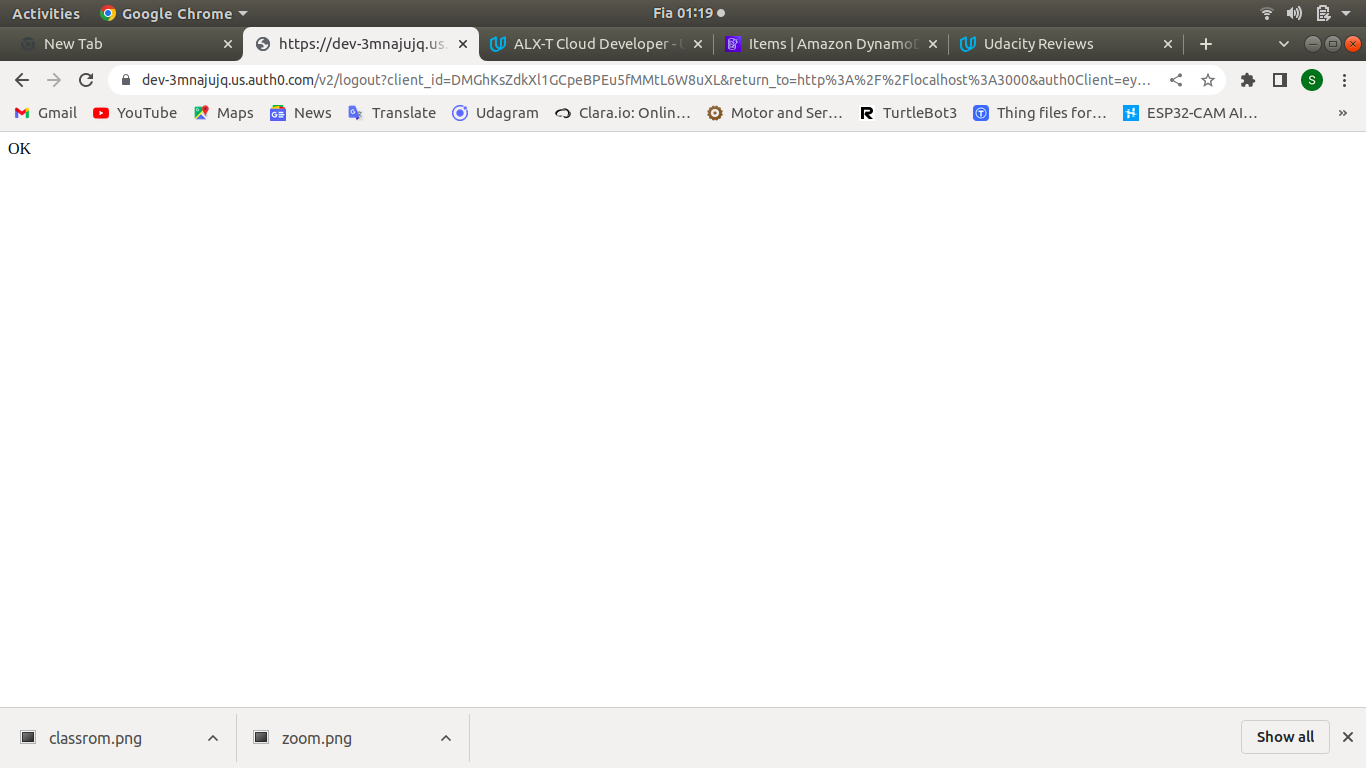 Activities Google Chrome Fia 01:19
New Tab https://dev-3mnajujq.us. ALX-T Cloud Developer - Items | Amazon Dynamo Udacity Reviews
dev-3mnajujq.us.auth0.com/v2/logout?client_id=DMGhKsZdkXl1GCpeBPEu5fMMtL6W8uXL&return_to=http%3A%2F%2Flocalhost%3A3000&auth0Client=ey... S
Gmail YouTube Maps News Translate Udagram Clara.io: Onlin... Motor and Ser... TurtleBot3 Thing files for... ESP32-CAM AI... »
OK
classrom.png zoom.png Show all